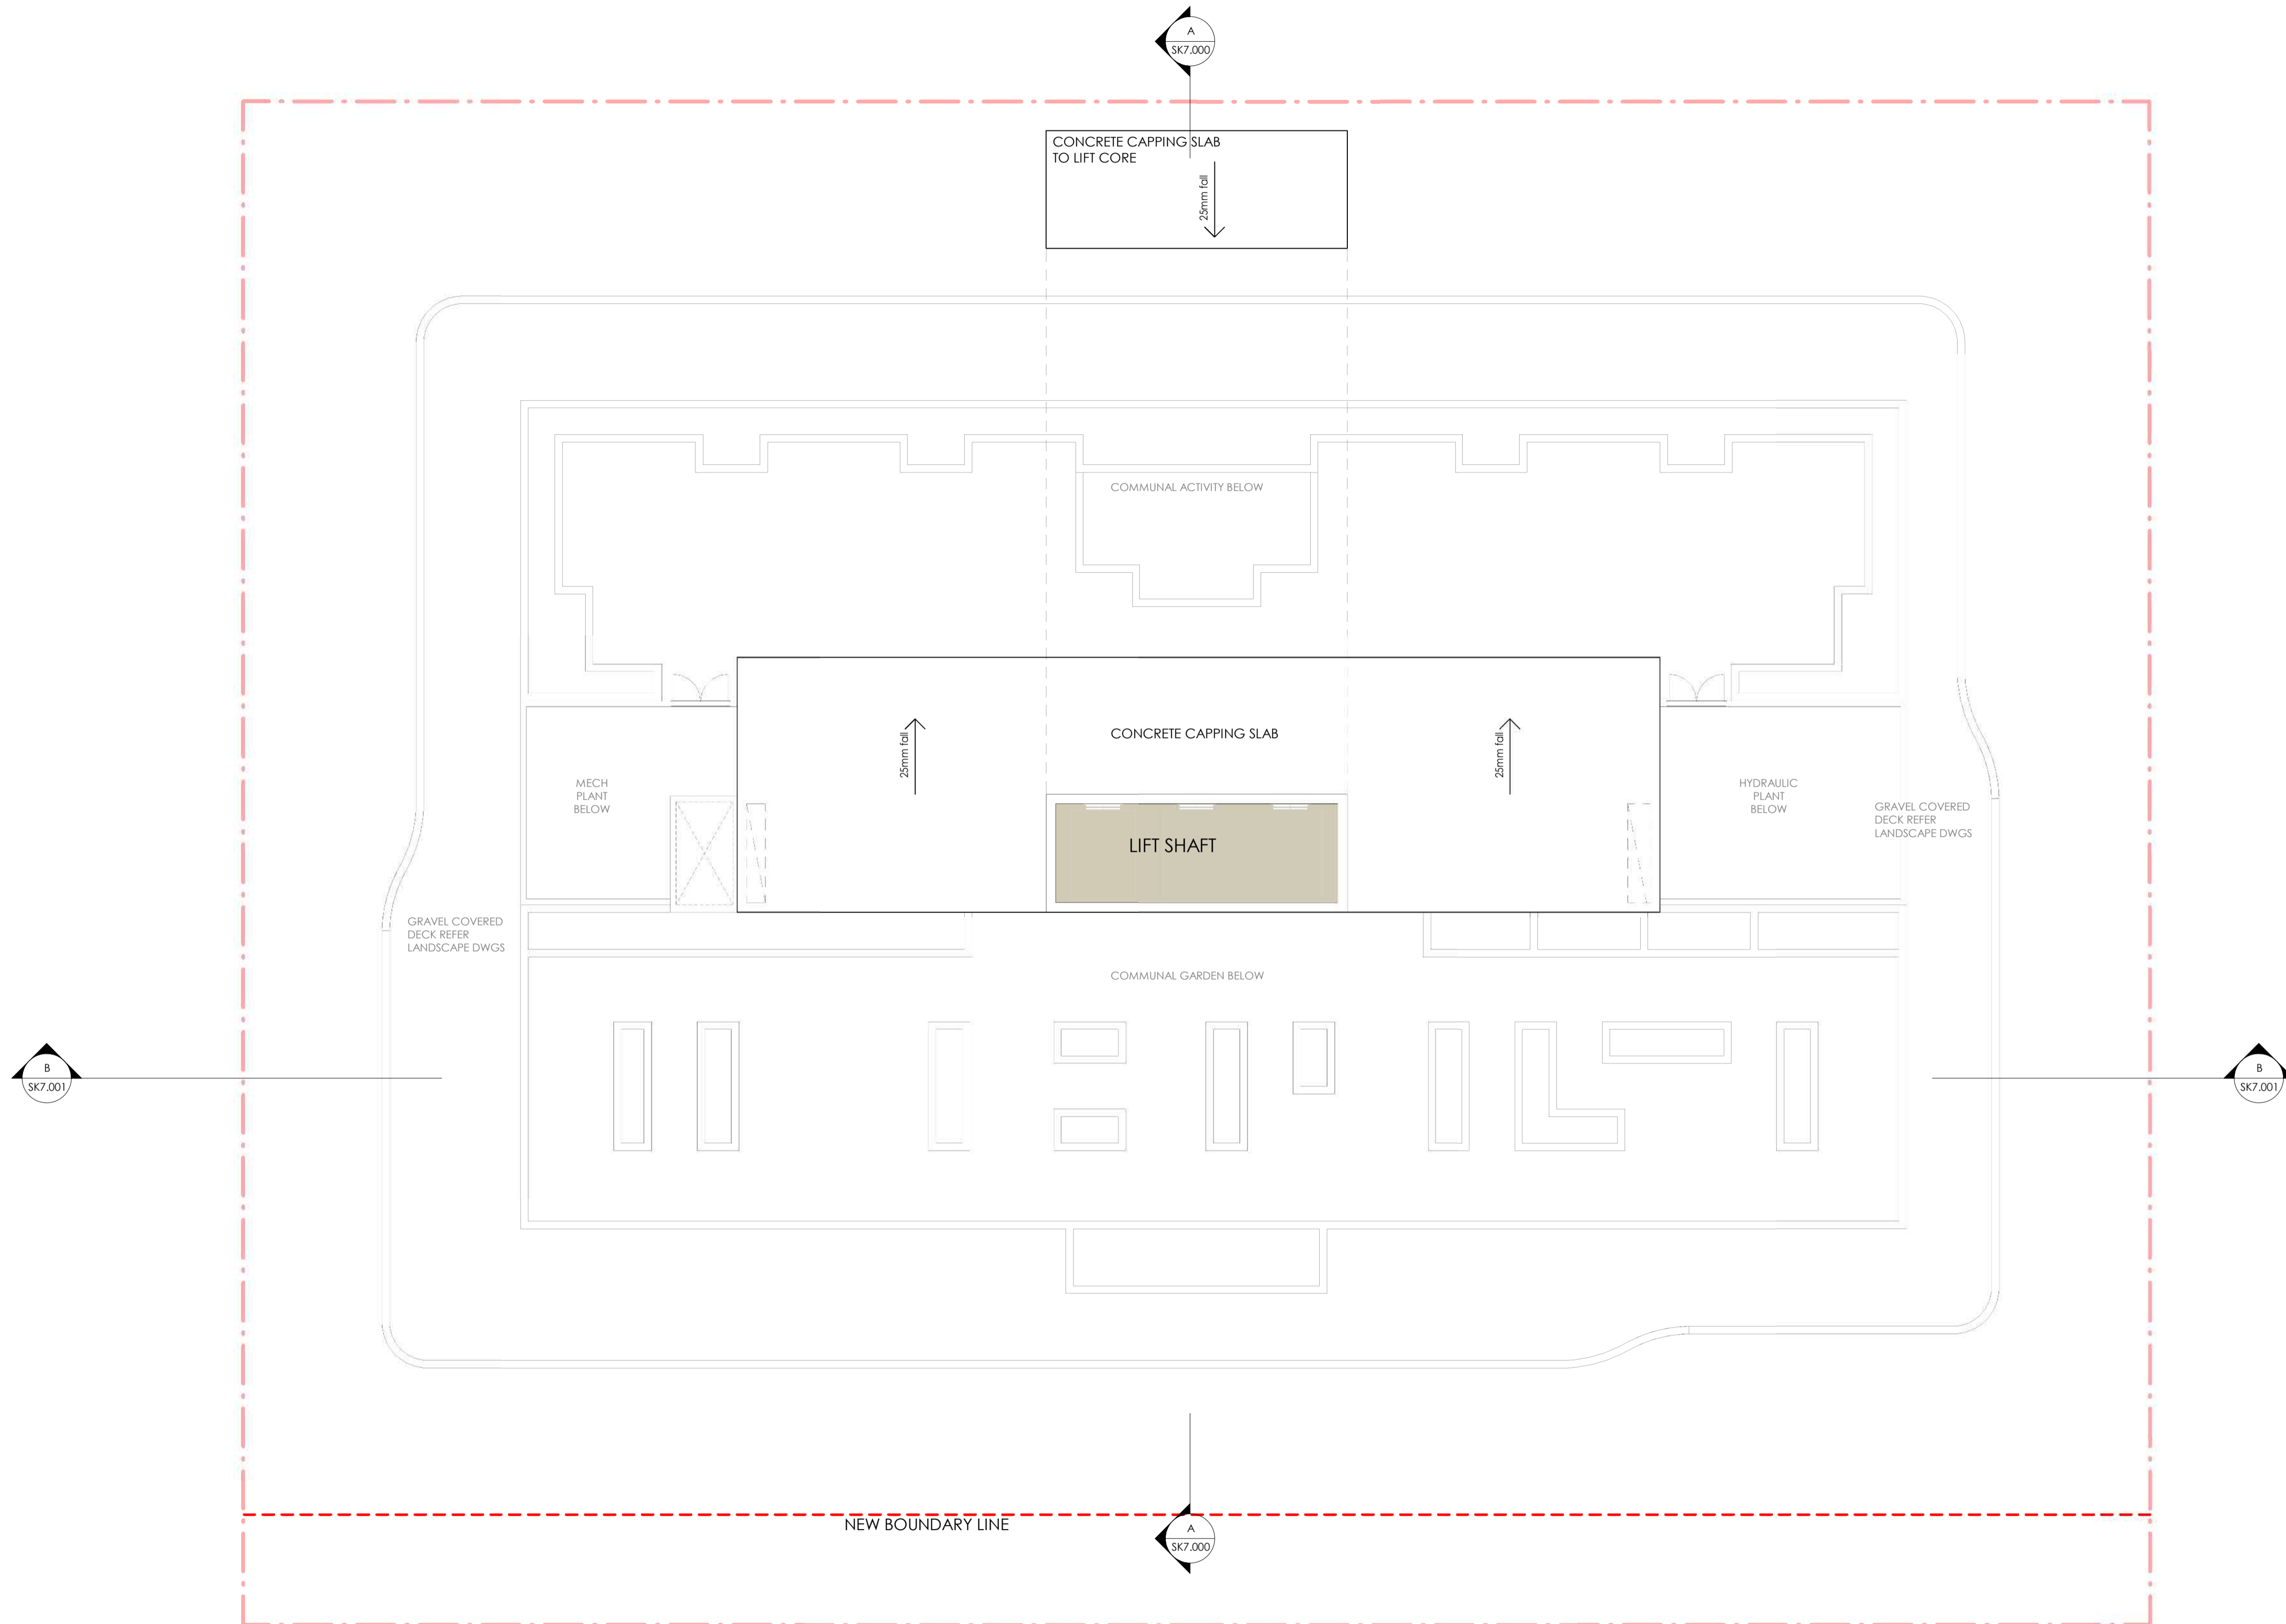 A
SK7.000
CONCRETE CAPPING SLAB
TO LIFT CORE
25mm fall
COMMUNAL ACTIVITY BELOW
25mm fall
CONCRETE CAPPING SLAB
25mm fall
MECH
PLANT
BELOW
HYDRAULIC
PLANT
BELOW
GRAVEL COVERED
DECK REFER
LANDSCAPE DWGS
LIFT SHAFT
GRAVEL COVERED
DECK REFER
LANDSCAPE DWGS
COMMUNAL GARDEN BELOW
B
SK7.001
B
SK7.001
NEW BOUNDARY LINE
A
SK7.000